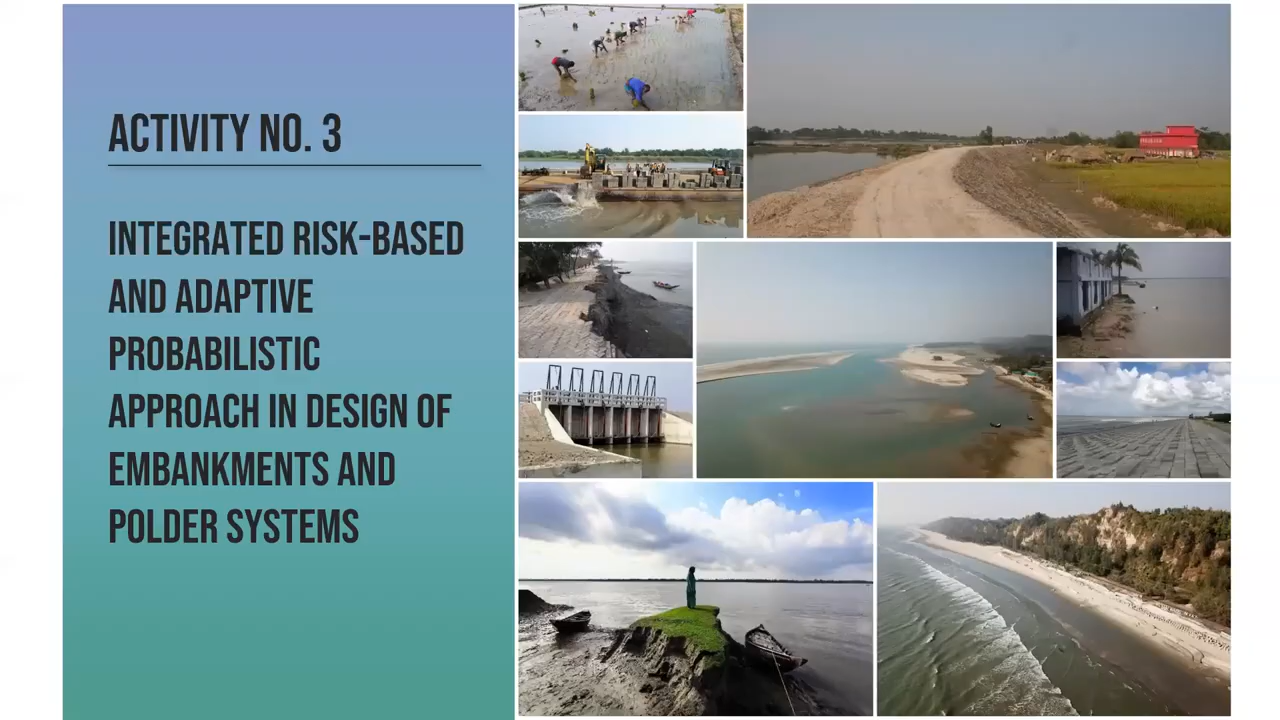 ACTIVITY NO. 3
INTEGRATED RISK-BASED
AND ADAPTIVE
PROBABILISTIC
APPROACH IN DESIGN OF
EMBANKMENTS AND
POLDER SYSTEMS